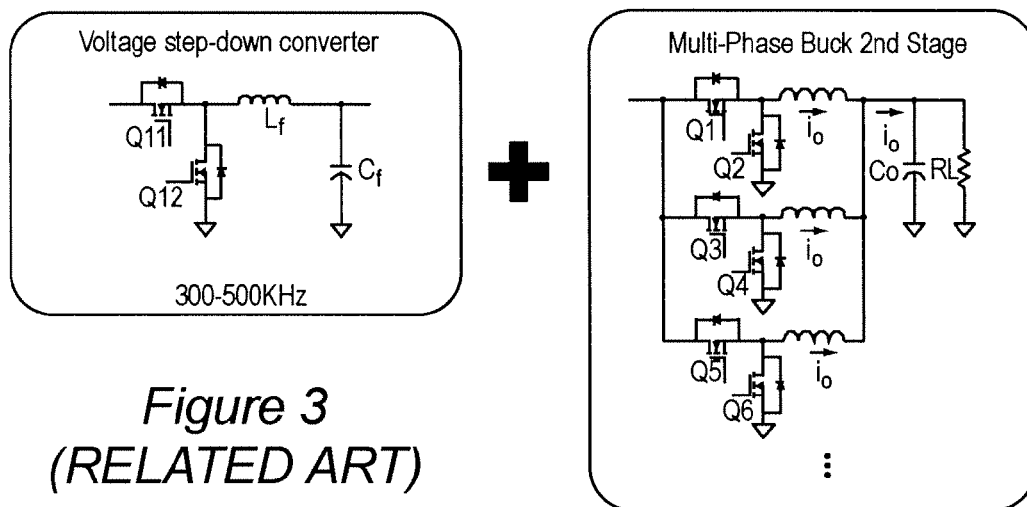 Voltage step-down converter
Q11
Lf
Q12
Cf
300-500KHz
Multi-Phase Buck 2nd Stage
Q1
io
io
Q2
Co
RL
Q3
io
Q4
Q5
io
Q6
Figure 3
(RELATED ART)